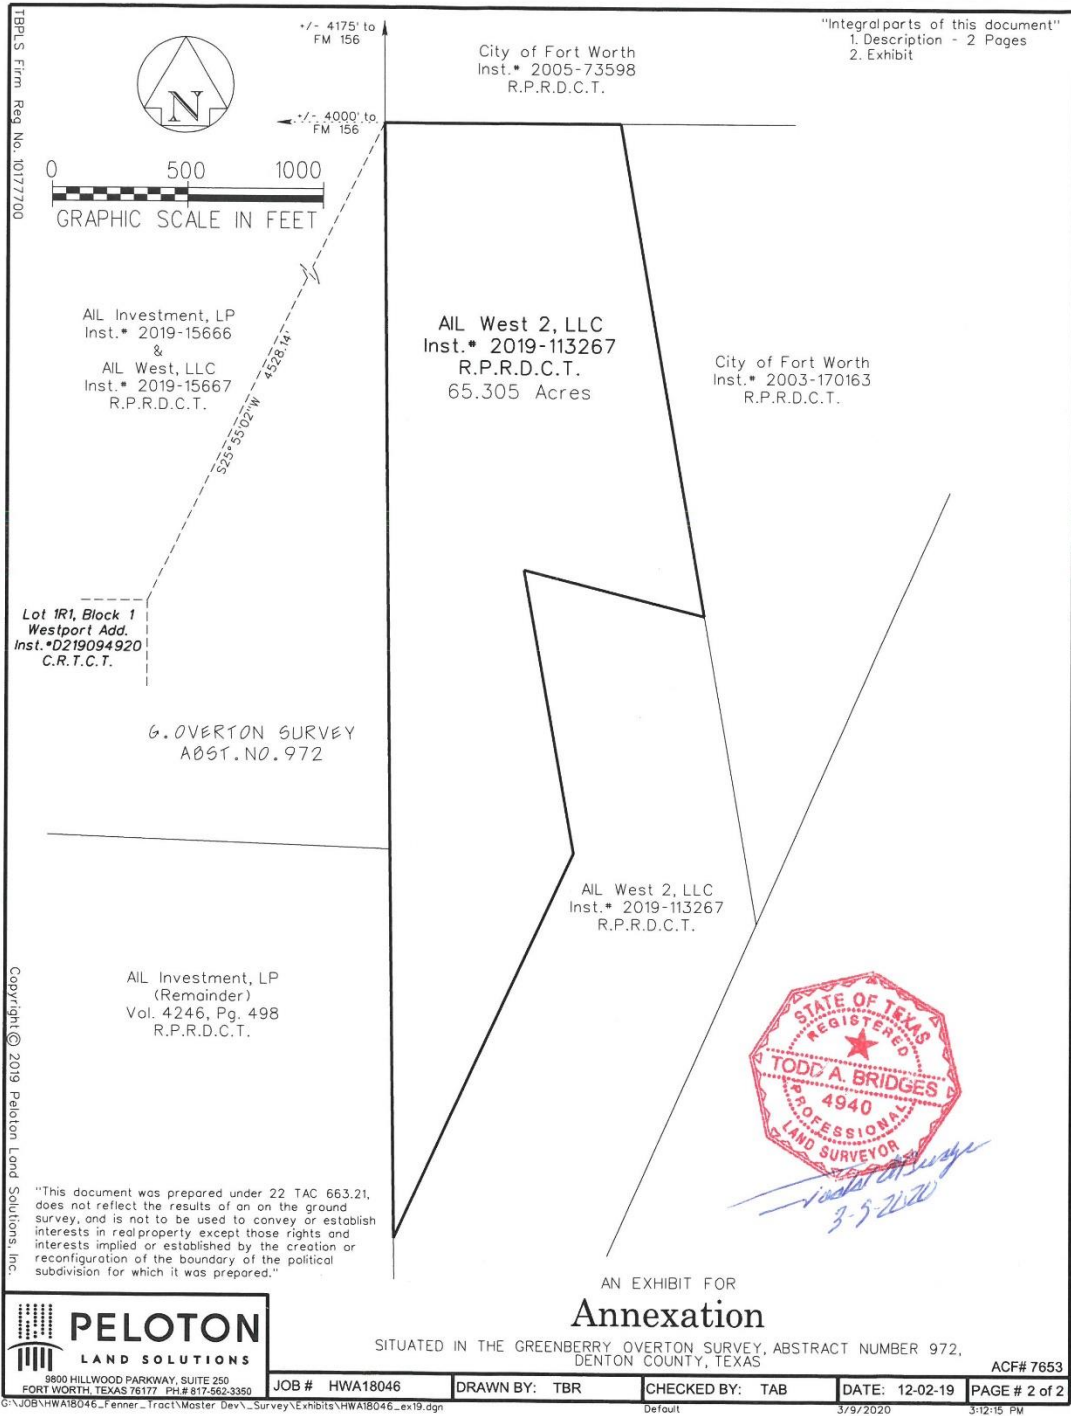 TBPLS Firm Reg No. 10177700
+/- 4175' to
FM 156
City of Fort Worth
Inst.* 2005-73598
R.P.R.D.C.T.
"Integral parts of this document"
1. Description - 2 Pages
2. Exhibit
N
+/- 4000' to
FM 156
0 500 1000
GRAPHIC SCALE IN FEET
AIL Investment, LP
Inst.* 2019-15666
&
AIL West, LLC
Inst.* 2019-15667
R.P.R.D.C.T.
S25°55'02"W 4528.14'
AIL West 2, LLC
Inst.* 2019-113267
R.P.R.D.C.T.
65.305 Acres
City of Fort Worth
Inst.* 2003-170163
R.P.R.D.C.T.
Lot 1R1, Block 1
Westport Add.
Inst.*D219094920
C.R.T.C.T.
G.OVERTON SURVEY
ABST.NO.972
AIL West 2, LLC
Inst.* 2019-113267
R.P.R.D.C.T.
AIL Investment, LP
(Remainder)
Vol. 4246, Pg. 498
R.P.R.D.C.T.
Copyright © 2019 Peloton Land Solutions, Inc.
STATE OF TEXAS
REGISTERED
TODD A. BRIDGES
4940
PROFESSIONAL
LAND SURVEYOR
"This document was prepared under 22 TAC 663.21,
does not reflect the results of an on the ground
survey, and is not to be used to convey or establish
interests in real property except those rights and
interests implied or established by the creation or
reconfiguration of the boundary of the political
subdivision for which it was prepared."
AN EXHIBIT FOR
Annexation
SITUATED IN THE GREENBERRY OVERTON SURVEY, ABSTRACT NUMBER 972,
DENTON COUNTY, TEXAS
ACF# 7653
PELOTON
LAND SOLUTIONS
9800 HILLWOOD PARKWAY, SUITE 250
FORT WORTH, TEXAS 76177 PH.# 817-562-3350
JOB # HWA18046
DRAWN BY: TBR
CHECKED BY: TAB
DATE: 12-02-19
PAGE # 2 of 2
G:\JOB\HWA18046_Fenner_Tract\Master Dev\_Survey\Exhibits\HWA18046_ex19.dgn
Default
3/9/2020
3:12:15 PM